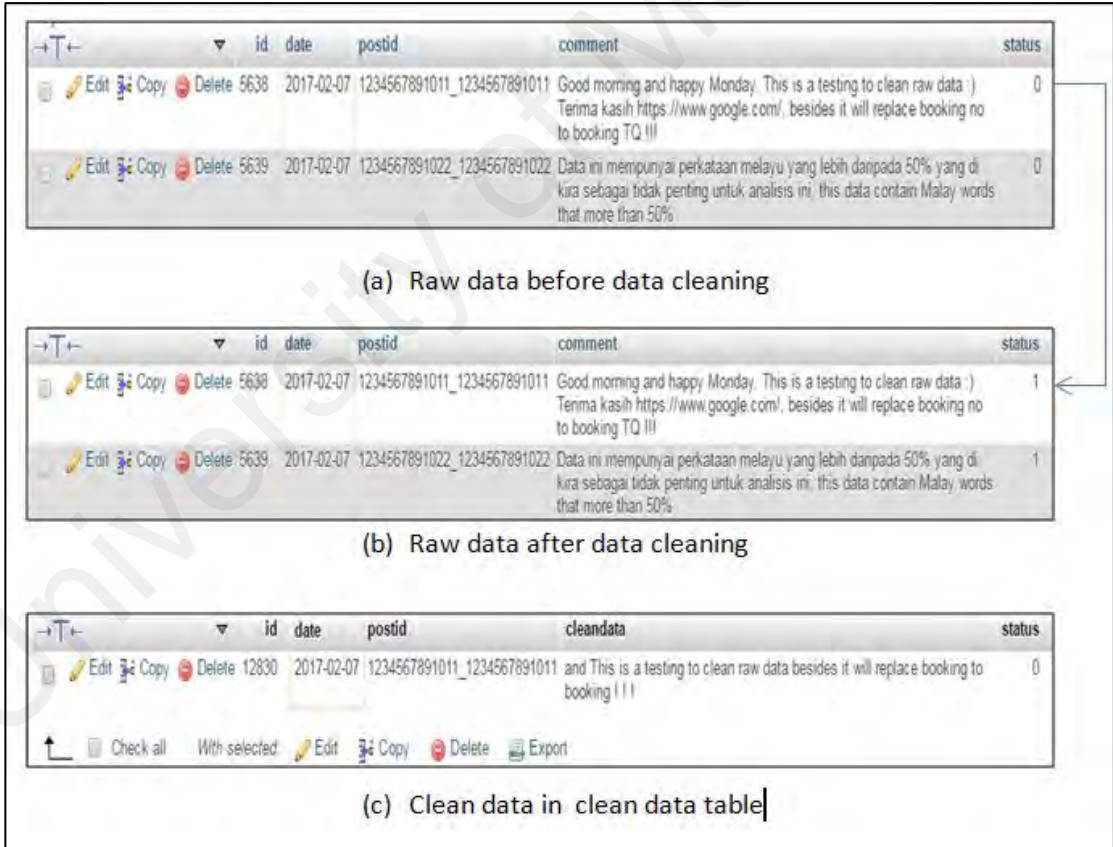 id date postid comment status
Edit Copy Delete 5638 2017-02-07 1234567891011_1234567891011 Good morning and happy Monday. This is a testing to clean raw data :) 0
Terima kasih https://www.google.com/, besides it will replace booking no
to booking TQ !!!
Edit Copy Delete 5639 2017-02-07 1234567891022_1234567891022 Data ini mempunyai perkataan melayu yang lebih daripada 50% yang di 0
kira sebagai tidak penting untuk analisis ini, this data contain Malay words
that more than 50%
(a) Raw data before data cleaning
id date postid comment status
Edit Copy Delete 5638 2017-02-07 1234567891011_1234567891011 Good morning and happy Monday. This is a testing to clean raw data :) 1
Terima kasih https://www.google.com/, besides it will replace booking no
to booking TQ !!!
Edit Copy Delete 5639 2017-02-07 1234567891022_1234567891022 Data ini mempunyai perkataan melayu yang lebih daripada 50% yang di 1
kira sebagai tidak penting untuk analisis ini, this data contain Malay words
that more than 50%
(b) Raw data after data cleaning
id date postid cleandata status
Edit Copy Delete 12830 2017-02-07 1234567891011_1234567891011 and This is a testing to clean raw data besides it will replace booking to 0
booking ! ! !
Check all With selected: Edit Copy Delete Export
(c) Clean data in clean data table
University of M